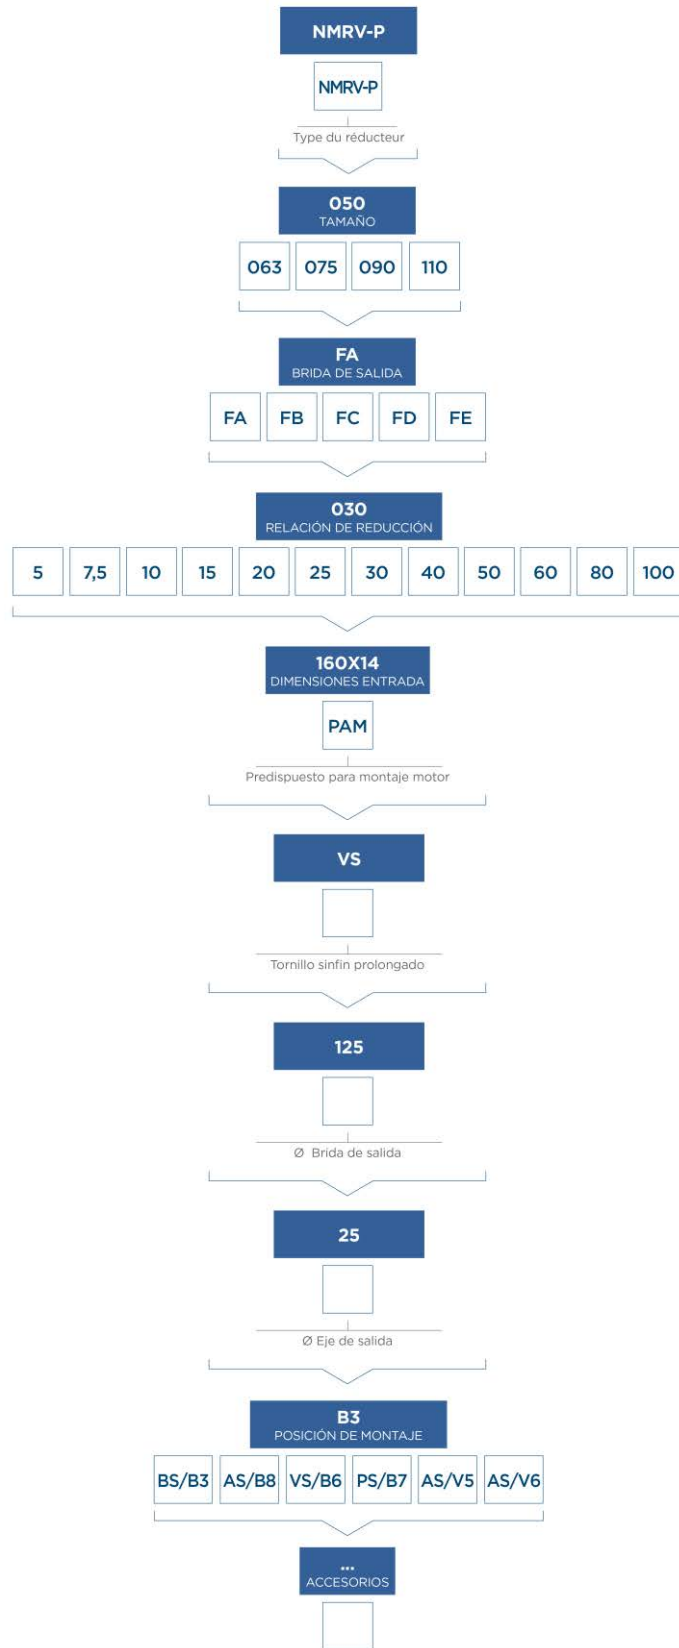 NMRV-P
NMRV-P
Type du réducteur
050
TAMAÑO
063 075 090 110
FA
BRIDA DE SALIDA
FA FB FC FD FE
030
RELACIÓN DE REDUCCIÓN
5 7,5 10 15 20 25 30 40 50 60 80 100
160X14
DIMENSIONES ENTRADA
PAM
Predispuesto para montaje motor
VS
Tornillo sinfin prolongado
125
Ø Brida de salida
25
Ø Eje de salida
B3
POSICIÓN DE MONTAJE
BS/B3 AS/B8 VS/B6 PS/B7 AS/V5 AS/V6
...
ACCESORIOS